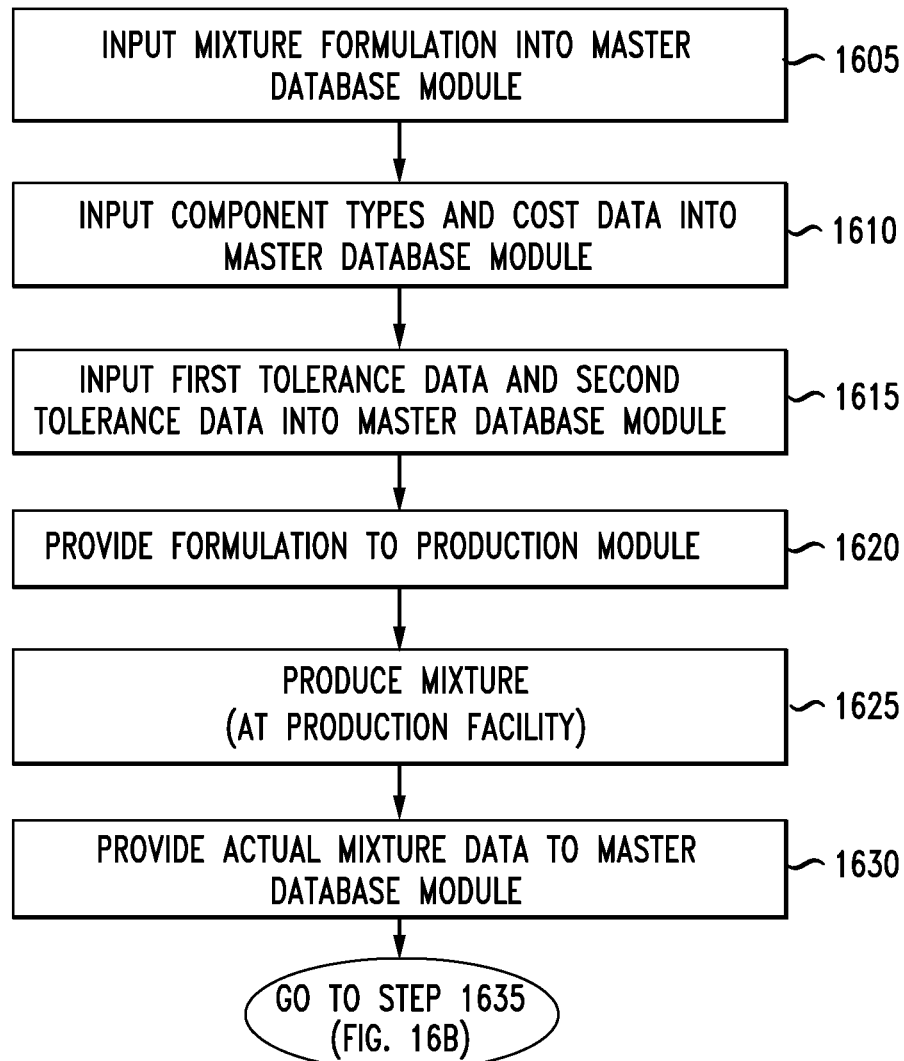 INPUT MIXTURE FORMULATION INTO MASTER
DATABASE MODULE
1605
INPUT COMPONENT TYPES AND COST DATA INTO
MASTER DATABASE MODULE
1610
INPUT FIRST TOLERANCE DATA AND SECOND
TOLERANCE DATA INTO MASTER DATABASE MODULE
1615
PROVIDE FORMULATION TO PRODUCTION MODULE
1620
PRODUCE MIXTURE
(AT PRODUCTION FACILITY)
1625
PROVIDE ACTUAL MIXTURE DATA TO MASTER
DATABASE MODULE
1630
GO TO STEP 1635
(FIG. 16B)